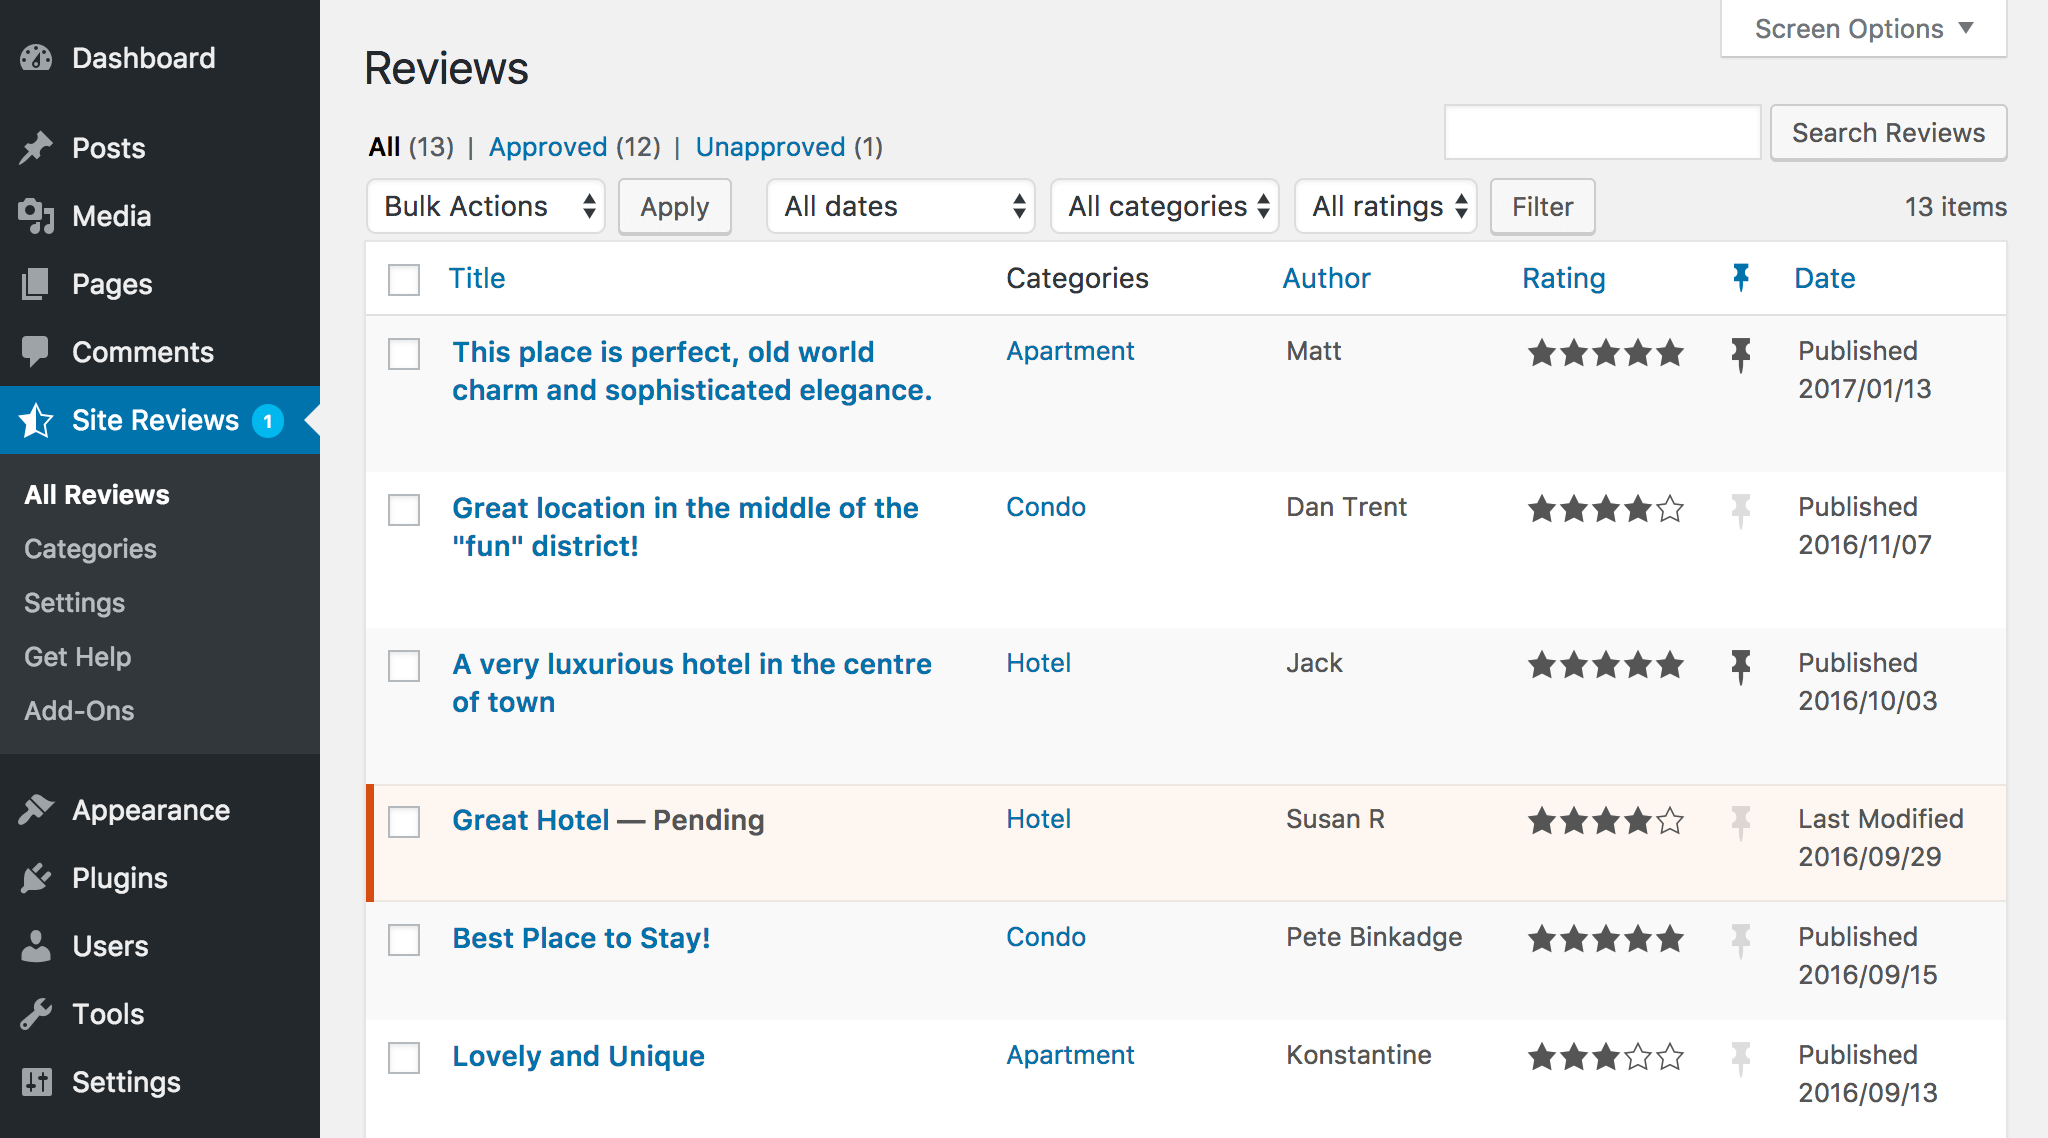 Dashboard
Posts
Media
Pages
Comments
Site Reviews 1
All Reviews
Categories
Settings
Get Help
Add-Ons
Appearance
Plugins
Users
Tools
Settings
Screen Options
Reviews
Search Reviews
All (13) | Approved (12) | Unapproved (1)
Bulk Actions Apply All dates All categories All ratings Filter 13 items
Title Categories Author Rating Date
This place is perfect, old world Apartment Matt Published
charm and sophisticated elegance. 2017/01/13
Great location in the middle of the Condo Dan Trent Published
"fun" district! 2016/11/07
A very luxurious hotel in the centre Hotel Jack Published
of town 2016/10/03
Great Hotel — Pending Hotel Susan R Last Modified
2016/09/29
Best Place to Stay! Condo Pete Binkadge Published
2016/09/15
Lovely and Unique Apartment Konstantine Published
2016/09/13